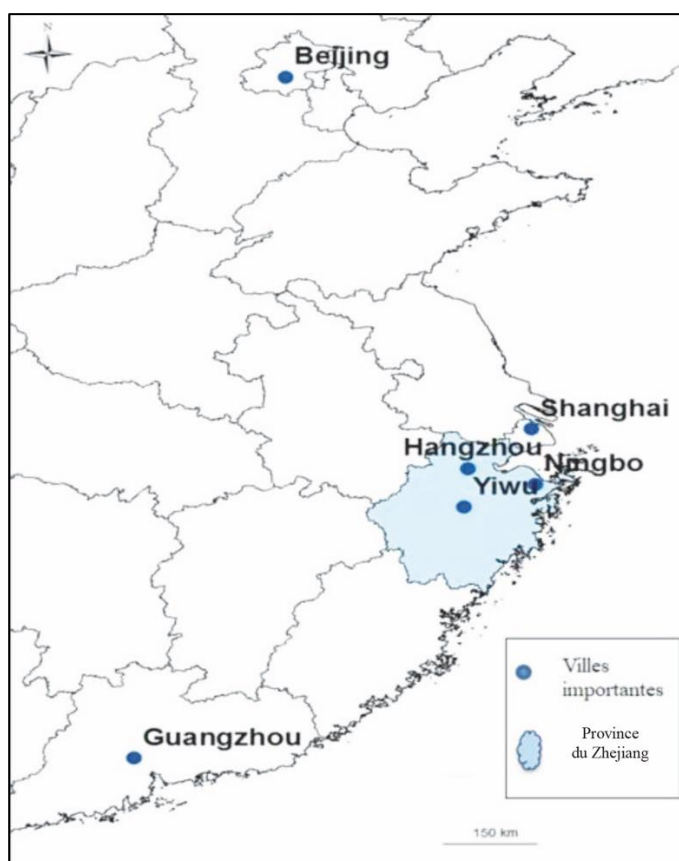 N
Beijing
Shanghai
Hangzhou
Ningbo
Yiwu
Guangzhou
Villes
importantes
Province
du Zhejiang
150 km